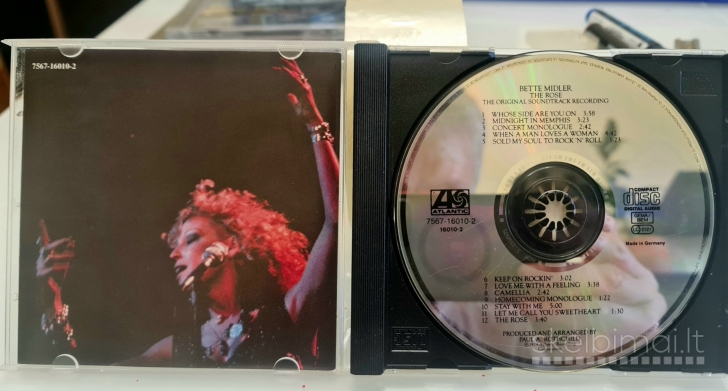 7567-16010-2
BETTE MIDLER
THE ROSE
THE ORIGINAL SOUNDTRACK RECORDING
1 WHOSE SIDE ARE YOU ON 3:58
2 MIDNIGHT IN MEMPHIS 3:23
3 CONCERT MONOLOGUE 2:42
4 WHEN A MAN LOVES A WOMAN 4:42
5 SOLD MY SOUL TO ROCK 'N' ROLL 3:23
ATLANTIC
7567-16010-2
16010-2
COMPACT
disc
DIGITAL AUDIO
GEMA/
BIEM
Made in Germany
6 KEEP ON ROCKIN' 3:02
7 LOVE ME WITH A FEELING 3:38
8 CAMELLIA 2:42
9 HOMECOMING MONOLOGUE 1:22
10 STAY WITH ME 5:00
11 LET ME CALL YOU SWEETHEART 1:30
12 THE ROSE 3:40
PRODUCED AND ARRANGED BY
PAUL A. ROTHCHILD
skelbimai.lt